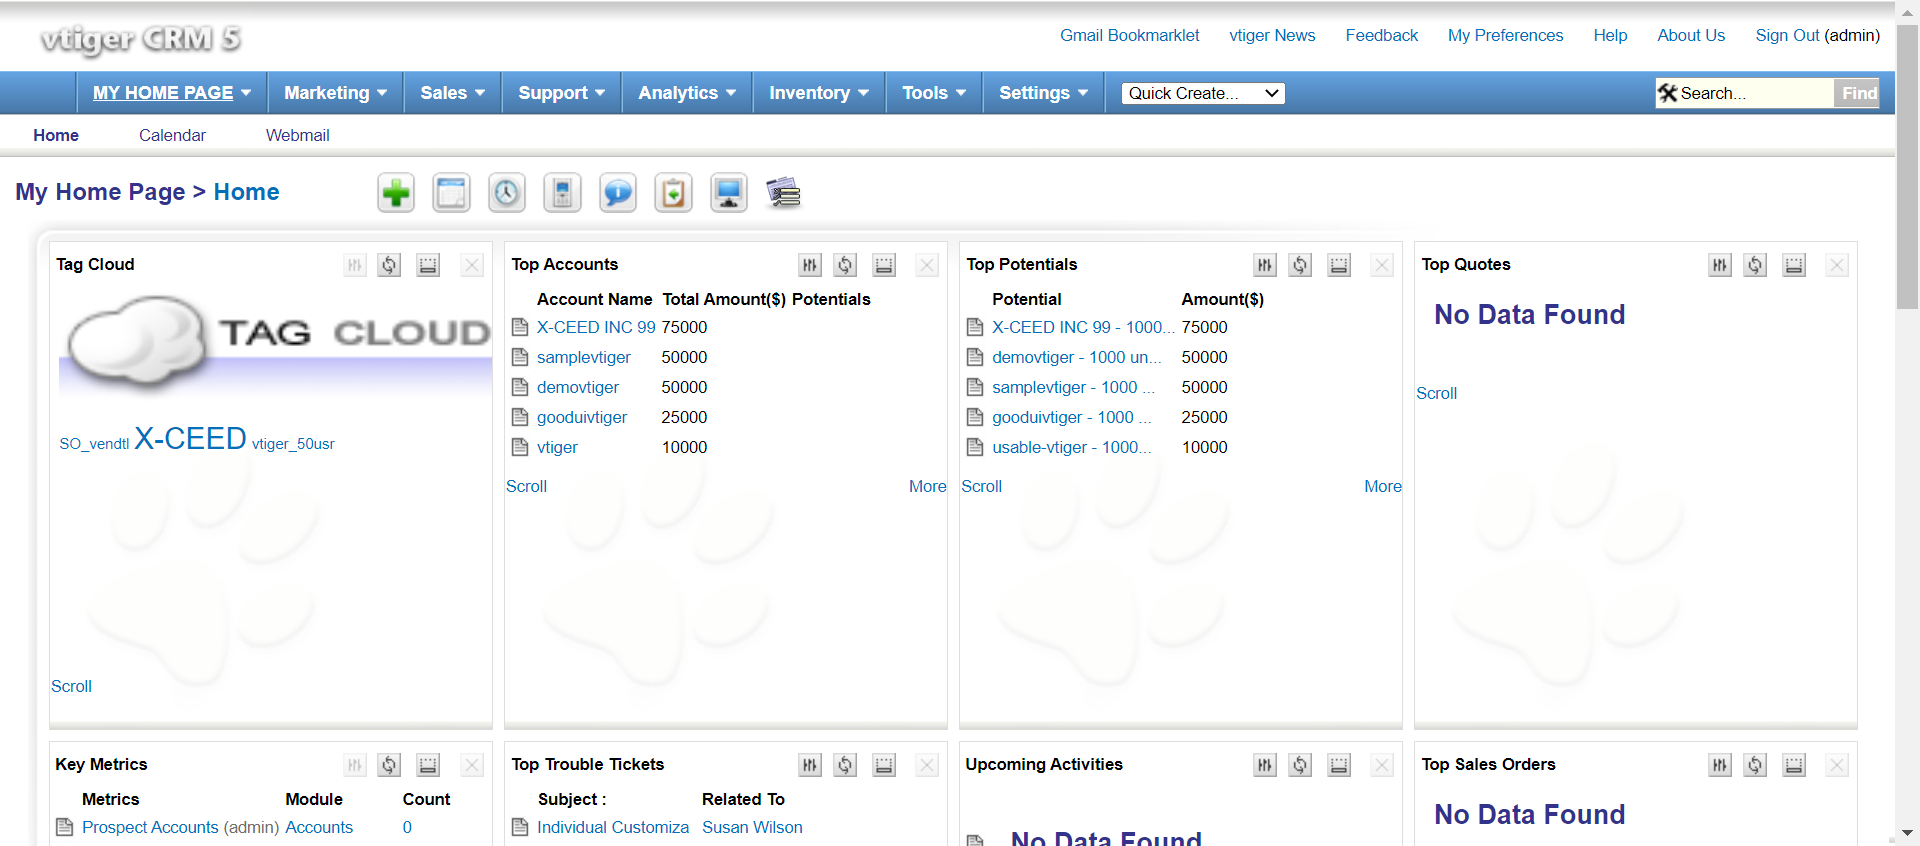 vtiger CRM 5
Gmail Bookmarklet vtiger News Feedback My Preferences Help About Us Sign Out (admin)
MY HOME PAGE Marketing Sales Support Analytics Inventory Tools Settings Quick Create... Search... Find
Home Calendar Webmail
My Home Page > Home
Tag Cloud
TAG CLOUD
SO_vendtl X-CEED vtiger_50usr
Scroll
Top Accounts
Account Name Total Amount($) Potentials
X-CEED INC 99 75000
samplevtiger 50000
demovtiger 50000
gooduivtiger 25000
vtiger 10000
Scroll More
Top Potentials
Potential Amount($)
X-CEED INC 99 - 1000... 75000
demovtiger - 1000 un... 50000
samplevtiger - 1000 ... 50000
gooduivtiger - 1000 ... 25000
usable-vtiger - 1000... 10000
Scroll More
Top Quotes
No Data Found
Scroll
Key Metrics
Metrics Module Count
Prospect Accounts (admin) Accounts 0
Top Trouble Tickets
Subject : Related To
Individual Customiza Susan Wilson
Upcoming Activities
No Data Found
Top Sales Orders
No Data Found